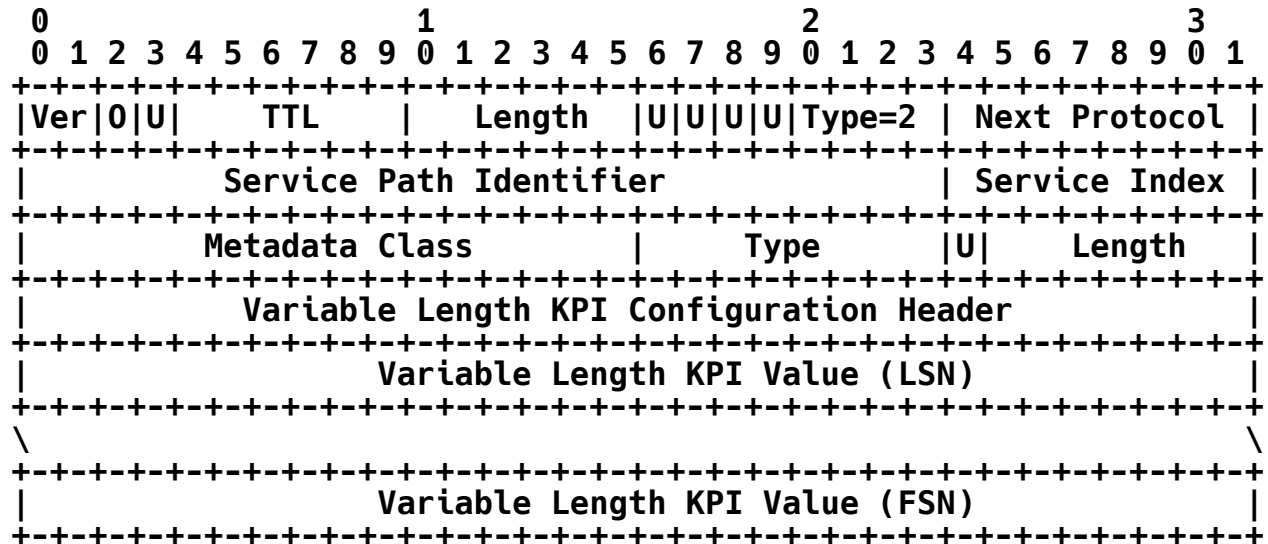 0                   1                   2                   3
 0 1 2 3 4 5 6 7 8 9 0 1 2 3 4 5 6 7 8 9 0 1 2 3 4 5 6 7 8 9 0 1
+-+-+-+-+-+-+-+-+-+-+-+-+-+-+-+-+-+-+-+-+-+-+-+-+-+-+-+-+-+-+-+-+
|Ver|O|U|    TTL    |   Length  |U|U|U|U|Type=2 | Next Protocol |
+-+-+-+-+-+-+-+-+-+-+-+-+-+-+-+-+-+-+-+-+-+-+-+-+-+-+-+-+-+-+-+-+
|          Service Path Identifier              | Service Index |
+-+-+-+-+-+-+-+-+-+-+-+-+-+-+-+-+-+-+-+-+-+-+-+-+-+-+-+-+-+-+-+-+
|         Metadata Class        |     Type      |U|    Length   |
+-+-+-+-+-+-+-+-+-+-+-+-+-+-+-+-+-+-+-+-+-+-+-+-+-+-+-+-+-+-+-+-+
|           Variable Length KPI Configuration Header            |
+-+-+-+-+-+-+-+-+-+-+-+-+-+-+-+-+-+-+-+-+-+-+-+-+-+-+-+-+-+-+-+-+
|                  Variable Length KPI Value (LSN)              |
+-+-+-+-+-+-+-+-+-+-+-+-+-+-+-+-+-+-+-+-+-+-+-+-+-+-+-+-+-+-+-+-+
\                                                               \
+-+-+-+-+-+-+-+-+-+-+-+-+-+-+-+-+-+-+-+-+-+-+-+-+-+-+-+-+-+-+-+-+
|                  Variable Length KPI Value (FSN)              |
+-+-+-+-+-+-+-+-+-+-+-+-+-+-+-+-+-+-+-+-+-+-+-+-+-+-+-+-+-+-+-+-+